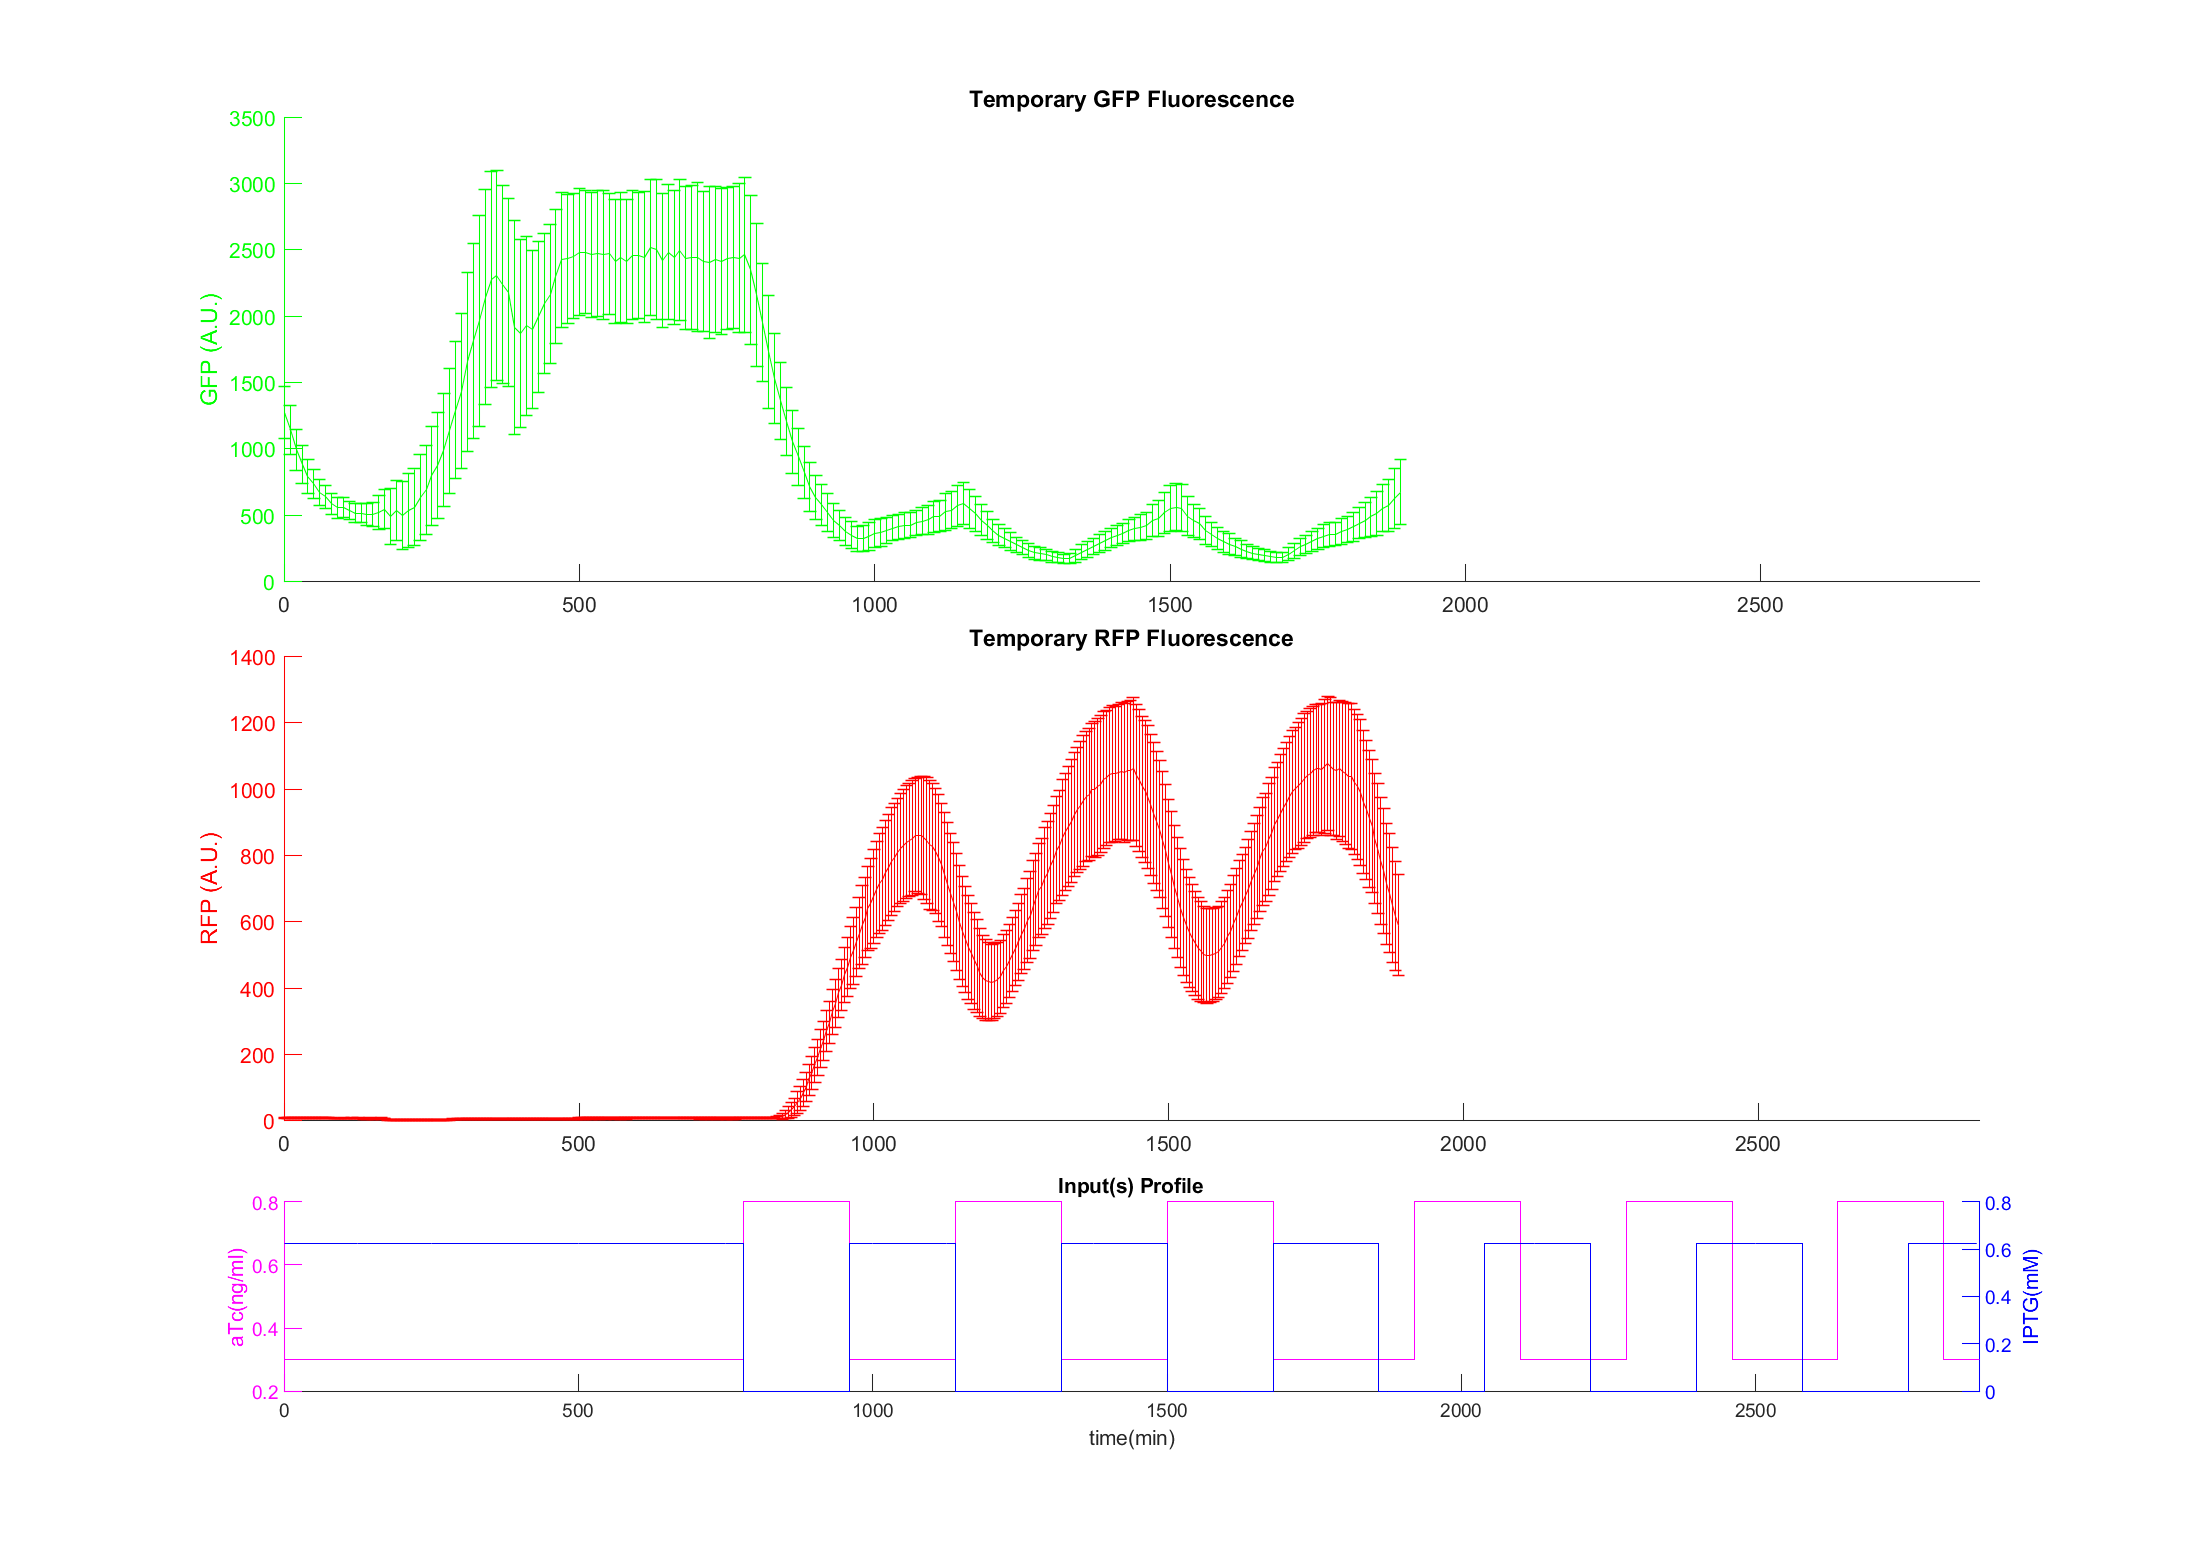 Temporary GFP Fluorescence
3500
3000
2500
2000
1500
1000
500
0
GFP (A.U.)
0 500 1000 1500 2000 2500
Temporary RFP Fluorescence
1400
1200
1000
800
600
400
200
0
RFP (A.U.)
0 500 1000 1500 2000 2500
Input(s) Profile
0.8
0.6
0.4
0.2
aTc(ng/ml)
0.8
0.6
0.4
0.2
0
IPTG(mM)
0 500 1000 1500 2000 2500
time(min)